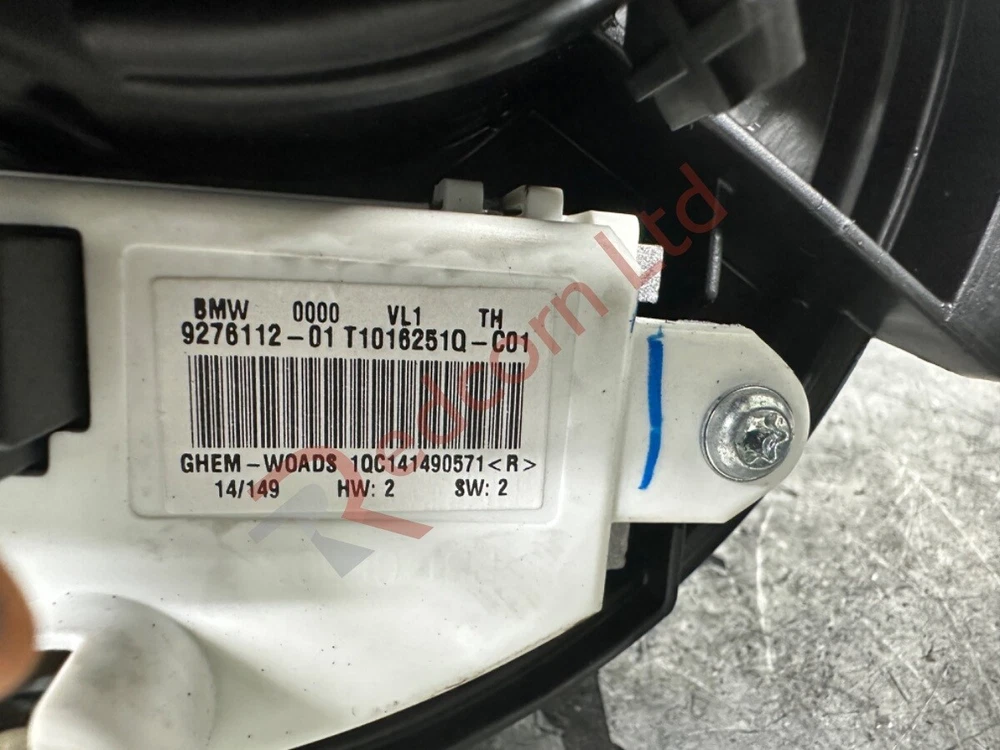 BMW 0000 VL1 TH
9276112-01 T1016251Q-C01
GHEM-WOADS 1QC141490571<R>
14/149 HW: 2 SW: 2
Redcorn Ltd